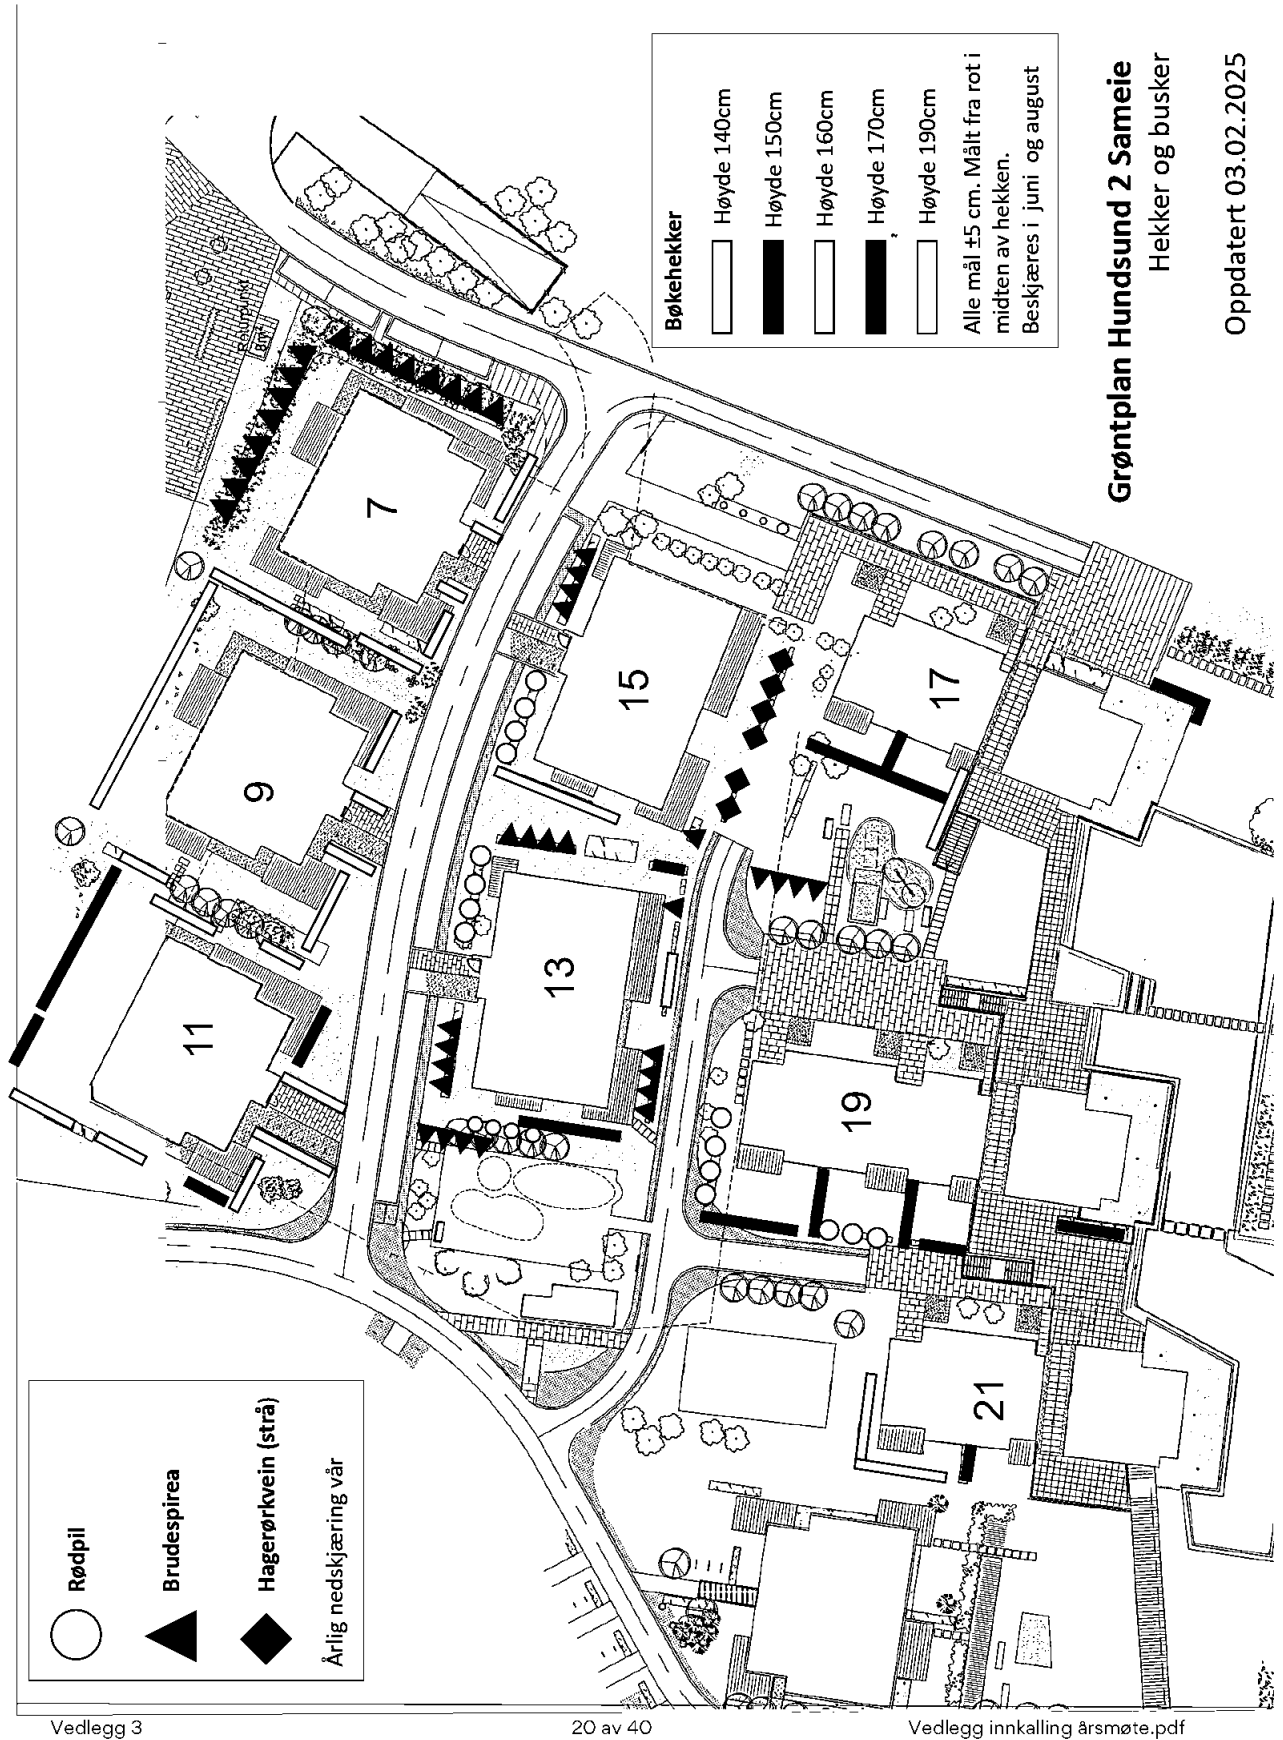 Grøntplan Hundsund 2 Sameie
Hekker og busker
Oppdatert 03.02.2025
Bøkehekker
Høyde 140cm
Høyde 150cm
Høyde 160cm
Høyde 170cm
Høyde 190cm
Alle mål ±5 cm. Målt fra rot i
midten av hekken.
Beskjæres i juni og august
Rødpil
Brudespirea
Hagerørkvein (strå)
Årlig nedskjæring vår
7
9
11
13
15
17
19
21
Vedlegg 3
20 av 40
Vedlegg innkalling årsmøte.pdf